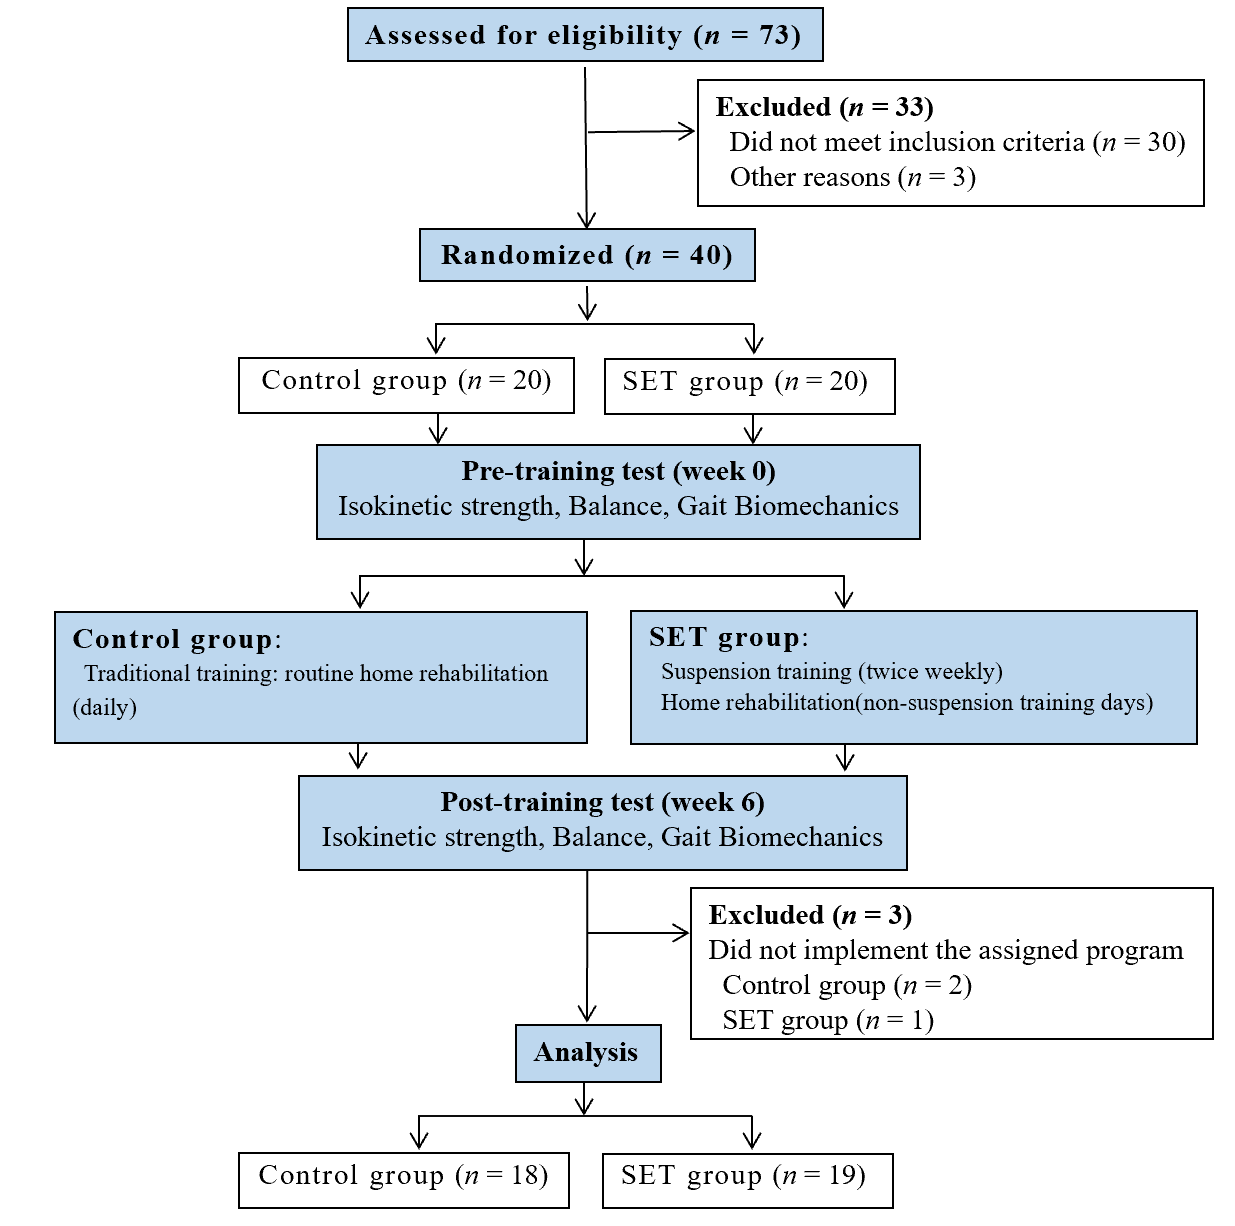 Assessed for eligibility (n = 73)
Excluded (n = 33)
Did not meet inclusion criteria (n = 30)
Other reasons (n = 3)
Randomized (n = 40)
Control group (n = 20)
SET group (n = 20)
Pre-training test (week 0)
Isokinetic strength, Balance, Gait Biomechanics
Control group:
Traditional training: routine home rehabilitation
(daily)
SET group:
Suspension training (twice weekly)
Home rehabilitation(non-suspension training days)
Post-training test (week 6)
Isokinetic strength, Balance, Gait Biomechanics
Excluded (n = 3)
Did not implement the assigned program
Control group (n = 2)
SET group (n = 1)
Analysis
Control group (n = 18)
SET group (n = 19)